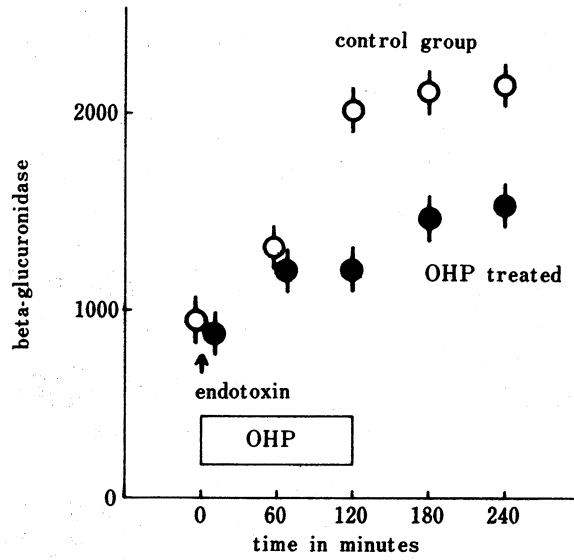 control group
2000
beta-glucuronidase
1000
OHP treated
endotoxin
OHP
0
0 60 120 180 240
time in minutes